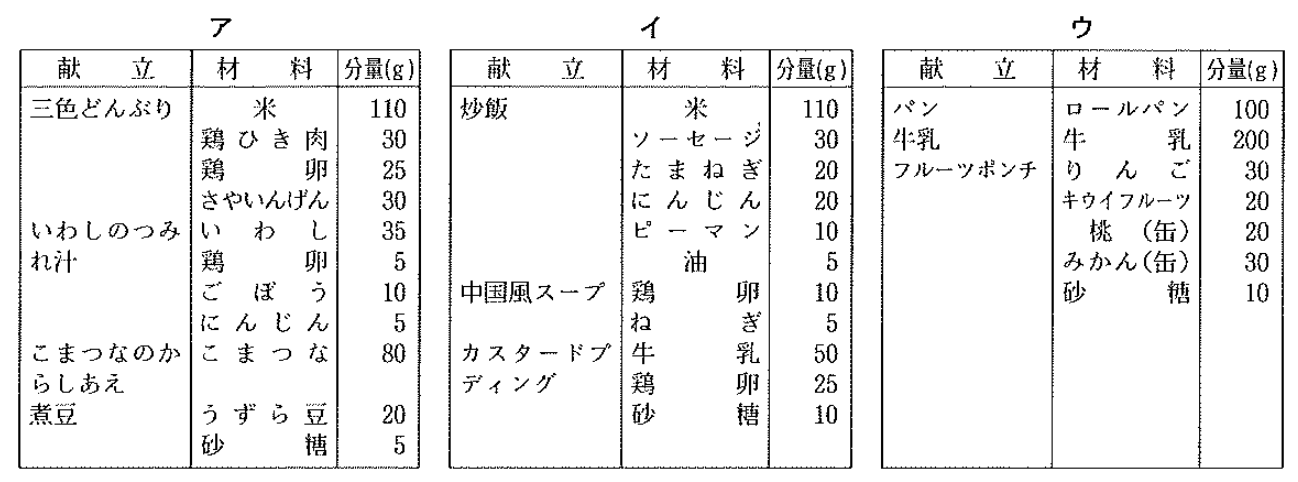 ア
献立 材料 分量(g)
三色どんぶり 米 110
鶏ひき肉 30
鶏卵 25
さやいんげん 30
いわしのつみ いわし 35
れ汁 鶏卵 5
ごぼう 10
にんじん 5
こまつなのか こまつな 80
らしあえ
煮豆 うずら豆 20
砂糖 5
イ
献立 材料 分量(g)
炒飯 米 110
ソーセージ 30
たまねぎ 20
にんじん 20
ピーマン 10
油 5
中国風スープ 鶏卵 10
ねぎ 5
カスタードプ 牛乳 50
ディング 鶏卵 25
砂糖 10
ウ
献立 材料 分量(g)
パン ロールパン 100
牛乳 牛乳 200
フルーツポンチ りんご 30
キウイフルーツ 20
桃(缶) 20
みかん(缶) 30
砂糖 10